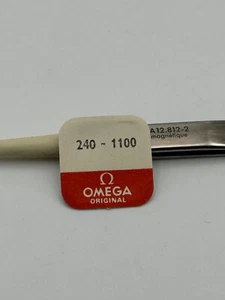 240 - 1100
Ω
OMEGA
ORIGINAL
A12.812-2
magnétique